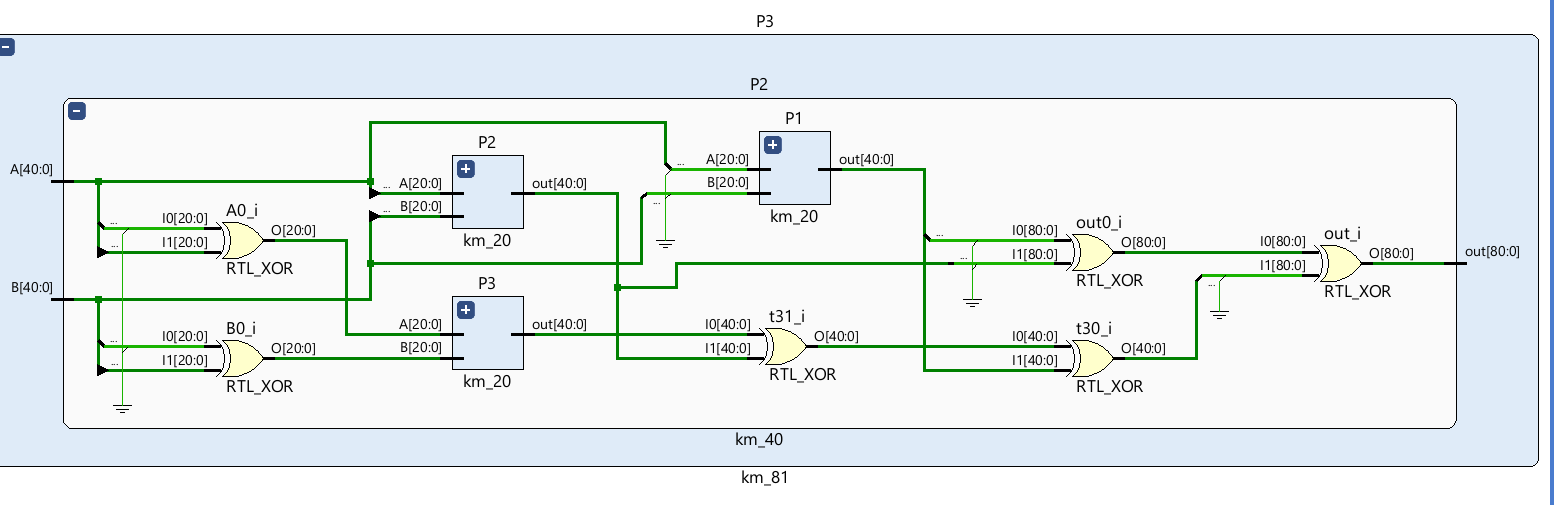 P3
P2
P1
P2
A[20:0]
out[40:0]
A[40:0]
A[20:0]
out[40:0]
B[20:0]
...
...
B[20:0]
...
...
km_20
I0[20:0]
A0_i
O[20:0]
I1[20:0]
...
...
RTL_XOR
km_20
out0_i
I0[80:0]
O[80:0]
...
I1[80:0]
...
RTL_XOR
out_i
I0[80:0]
O[80:0]
out[80:0]
I1[80:0]
...
RTL_XOR
B[40:0]
P3
A[20:0]
out[40:0]
B[20:0]
km_20
I0[20:0]
B0_i
O[20:0]
I1[20:0]
...
...
RTL_XOR
t31_i
I0[40:0]
O[40:0]
I1[40:0]
RTL_XOR
t30_i
I0[40:0]
O[40:0]
I1[40:0]
RTL_XOR
km_40
km_81